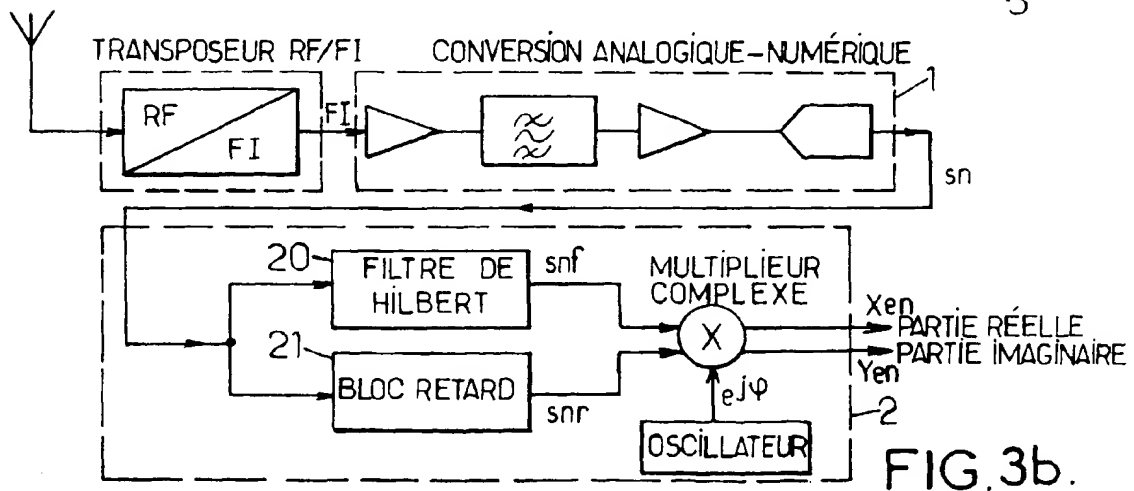 TRANSPOSEUR RF/FI
CONVERSION ANALOGIQUE-NUMÉRIQUE
1
RF
FI
FI
sn
20
FILTRE DE
HILBERT
snf
MULTIPLIEUR
COMPLEXE
X
Xen
PARTIE RÉELLE
PARTIE IMAGINAIRE
Yen
21
BLOC RETARD
snr
ejφ
OSCILLATEUR
2
FIG.3b.